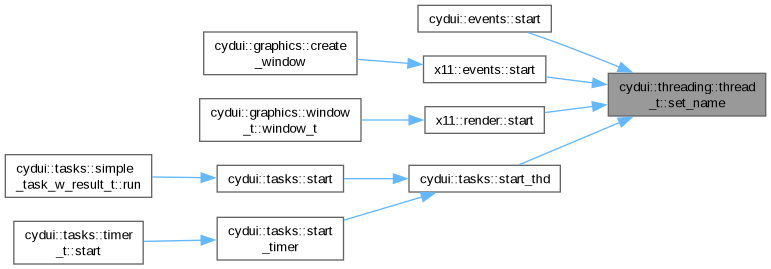 cydui::events::start
cydui::graphics::create
_window
x11::events::start
cydui::threading::thread
_t::set_name
cydui::graphics::window
_t::window_t
x11::render::start
cydui::tasks::simple
_task_w_result_t::run
cydui::tasks::start
cydui::tasks::start_thd
cydui::tasks::timer
_t::start
cydui::tasks::start
_timer